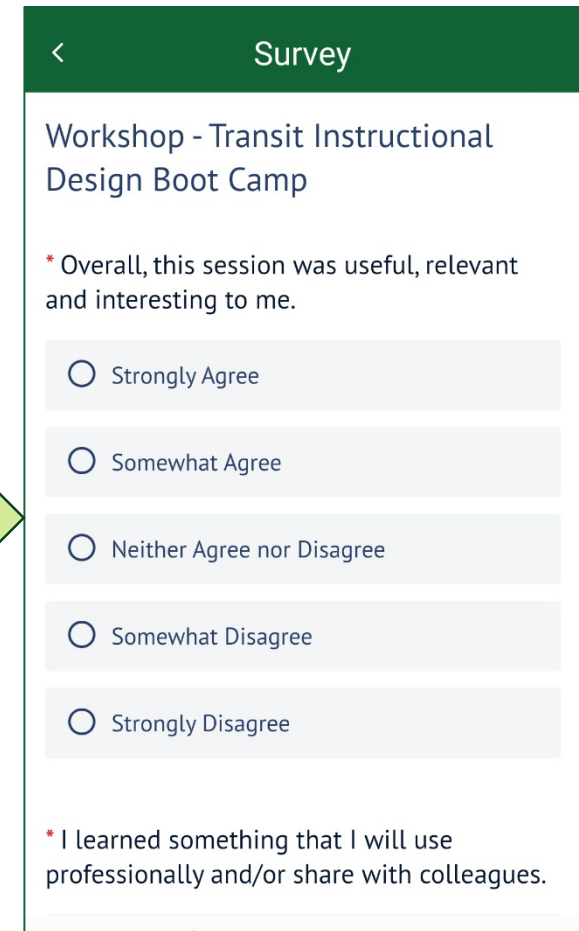 Survey
Workshop - Transit Instructional
Design Boot Camp
* Overall, this session was useful, relevant
and interesting to me.
Strongly Agree
Somewhat Agree
Neither Agree nor Disagree
Somewhat Disagree
Strongly Disagree
* I learned something that I will use
professionally and/or share with colleagues.